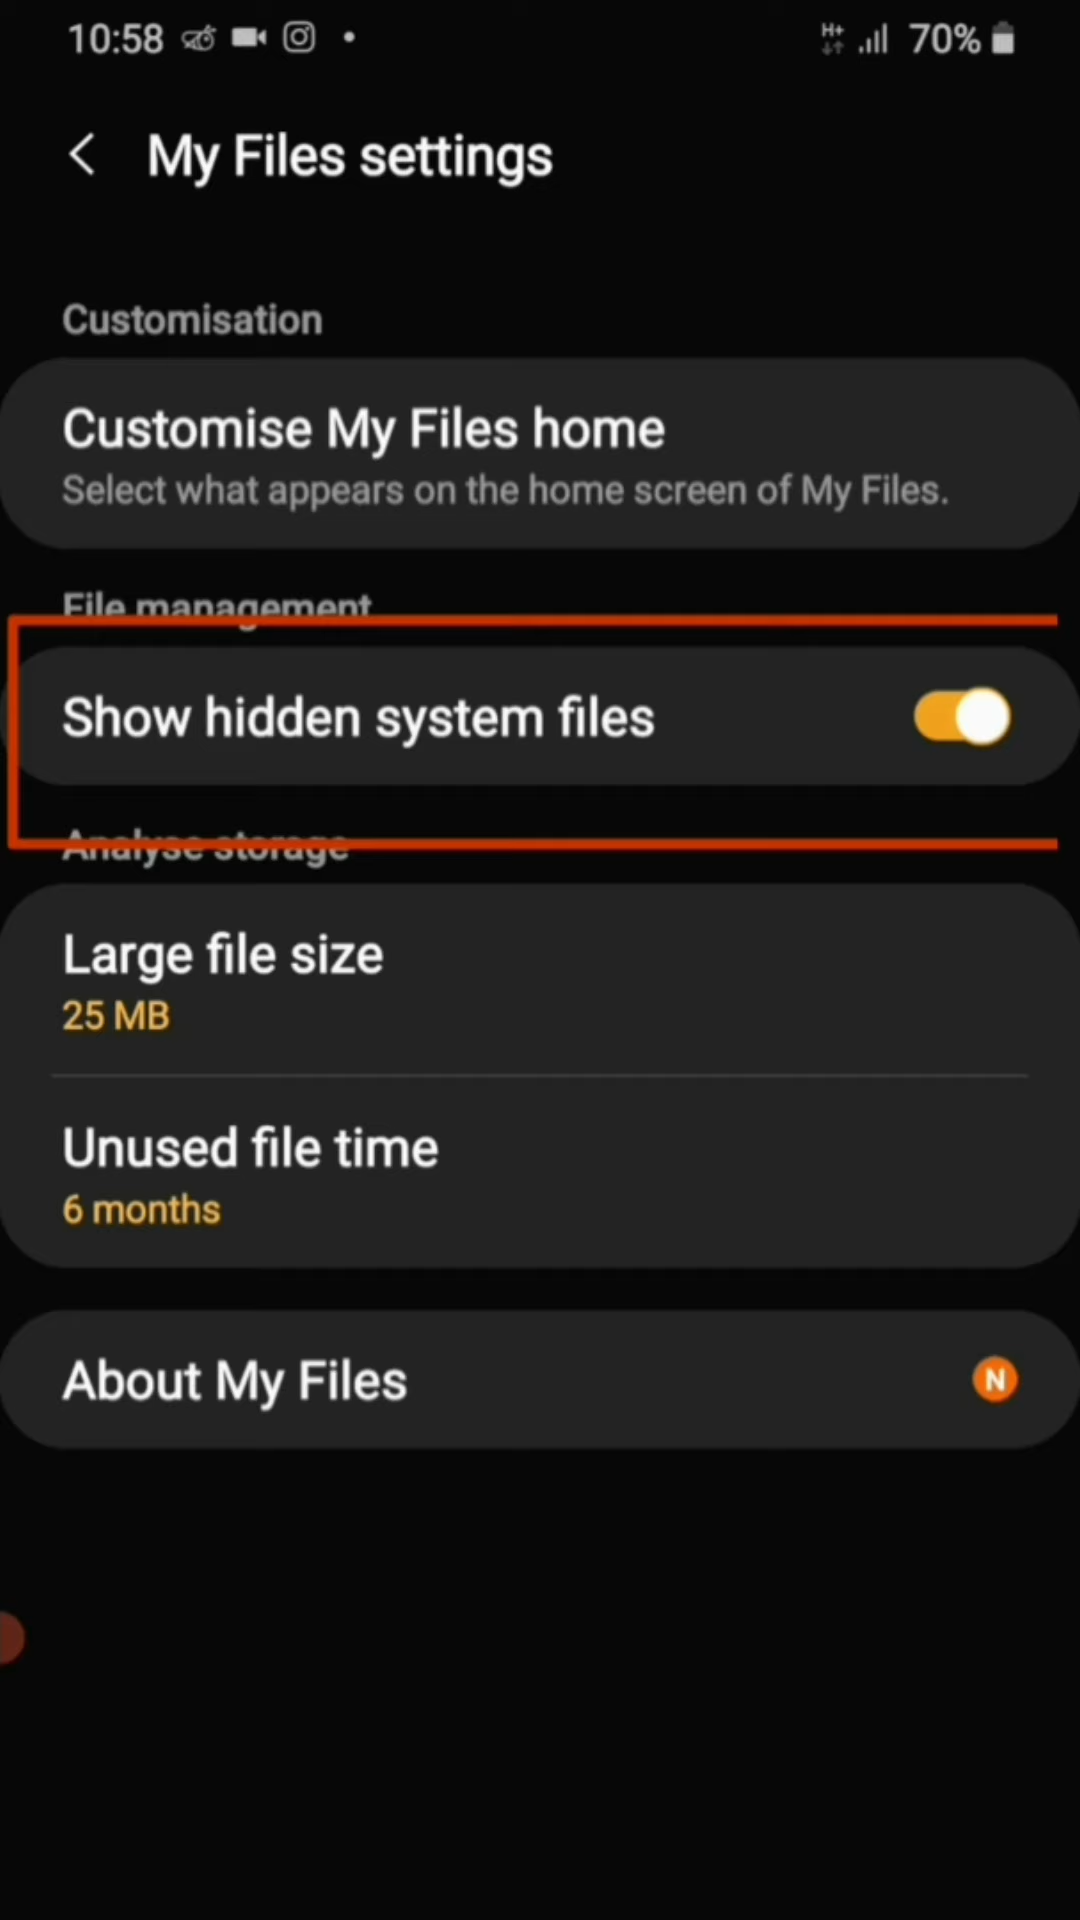 10:58 H+ 70%
My Files settings
Customisation
Customise My Files home
Select what appears on the home screen of My Files.
File management
Show hidden system files
Analyse storage
Large file size
25 MB
Unused file time
6 months
About My Files N